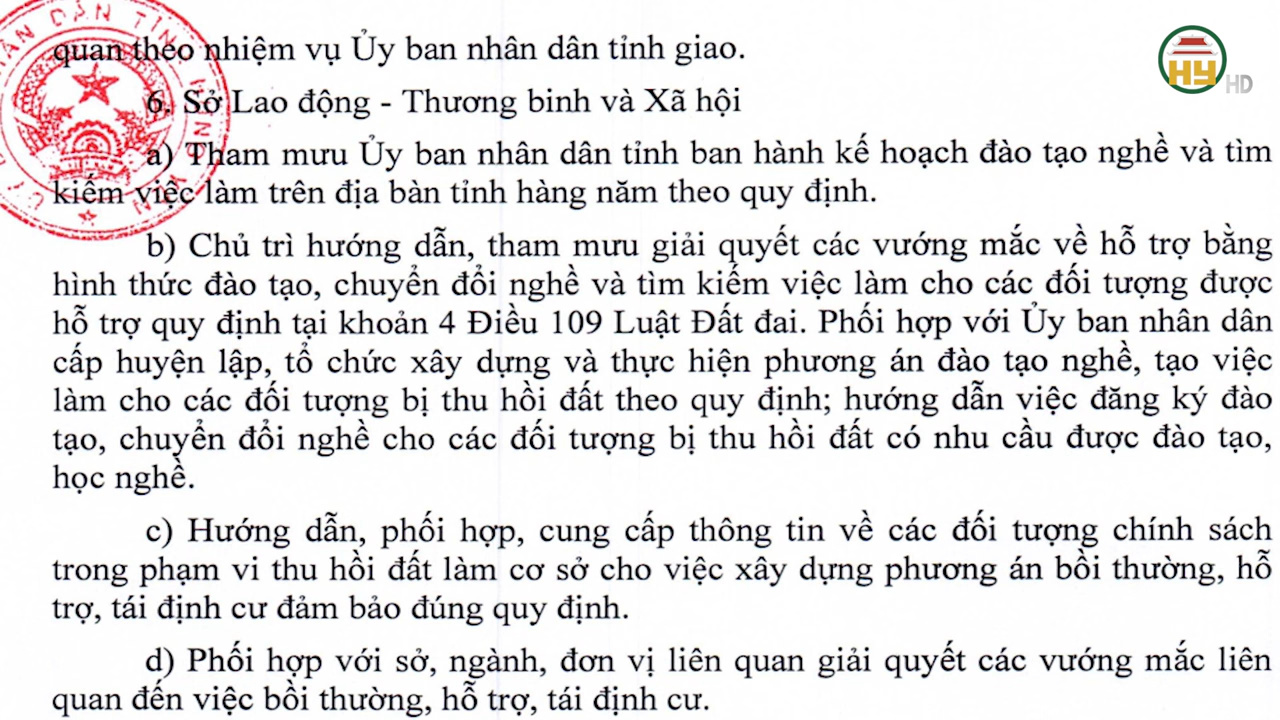 quan theo nhiệm vụ Ủy ban nhân dân tỉnh giao.
HY
HD
6. Sở Lao động - Thương binh và Xã hội
a) Tham mưu Ủy ban nhân dân tỉnh ban hành kế hoạch đào tạo nghề và tìm
kiếm việc làm trên địa bàn tỉnh hàng năm theo quy định.
b) Chủ trì hướng dẫn, tham mưu giải quyết các vướng mắc về hỗ trợ bằng
hình thức đào tạo, chuyển đổi nghề và tìm kiếm việc làm cho các đối tượng được
hỗ trợ quy định tại khoản 4 Điều 109 Luật Đất đai. Phối hợp với Ủy ban nhân dân
cấp huyện lập, tổ chức xây dựng và thực hiện phương án đào tạo nghề, tạo việc
làm cho các đối tượng bị thu hồi đất theo quy định; hướng dẫn việc đăng ký đào
tạo, chuyển đổi nghề cho các đối tượng bị thu hồi đất có nhu cầu được đào tạo,
học nghề.
c) Hướng dẫn, phối hợp, cung cấp thông tin về các đối tượng chính sách
trong phạm vi thu hồi đất làm cơ sở cho việc xây dựng phương án bồi thường, hỗ
trợ, tái định cư đảm bảo đúng quy định.
d) Phối hợp với sở, ngành, đơn vị liên quan giải quyết các vướng mắc liên
quan đến việc bồi thường, hỗ trợ, tái định cư.